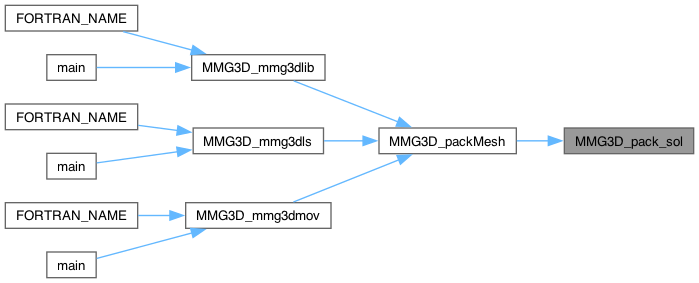 FORTRAN_NAME
main
MMG3D_mmg3dlib
FORTRAN_NAME
main
MMG3D_mmg3dls
MMG3D_packMesh
MMG3D_pack_sol
FORTRAN_NAME
main
MMG3D_mmg3dmov